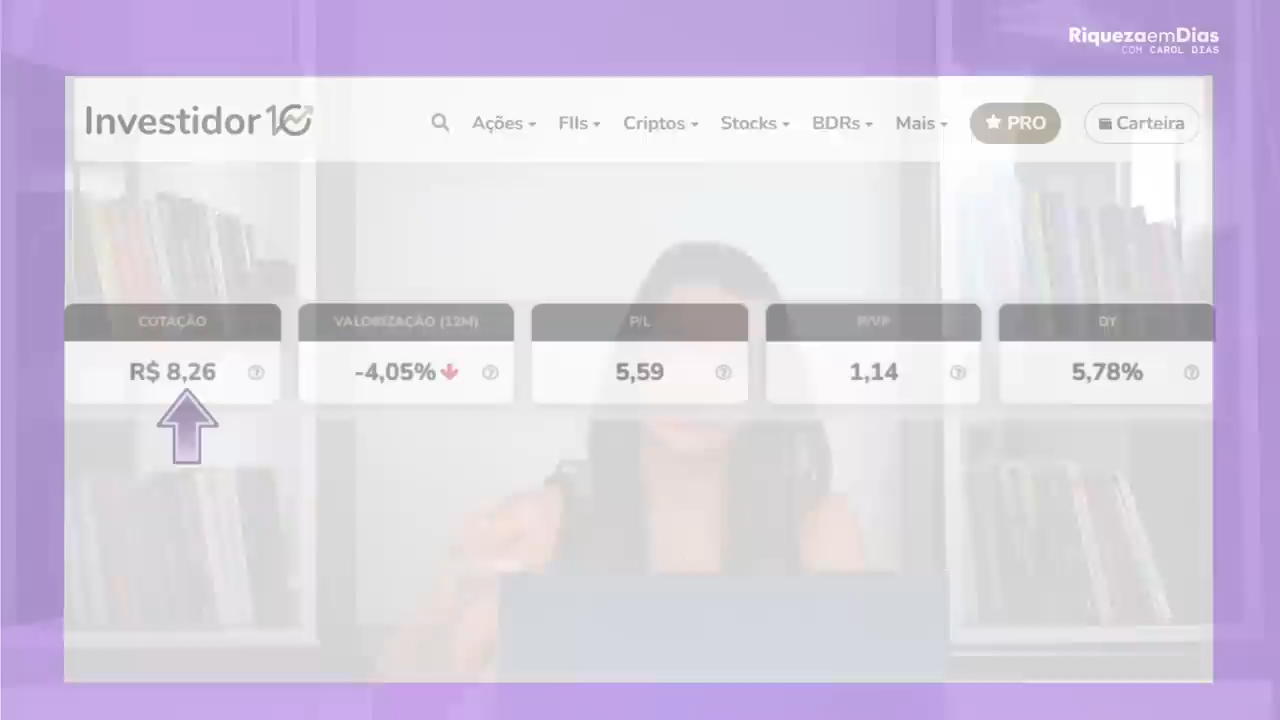 RiquezaemDias
COM CAROL DIAS
Investidor10
Ações FIIs Criptos Stocks BDRs Mais PRO Carteira
COTAÇÃO VALORIZAÇÃO (12M) P/L P/VP DY
R$ 8,26 -4,05% 5,59 1,14 5,78%